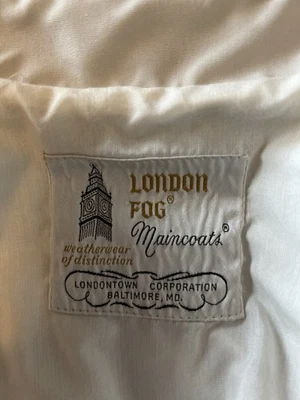 LONDON
FOG®
Maincoats®
weatherwear
of distinction
LONDONTOWN CORPORATION
BALTIMORE, MD.